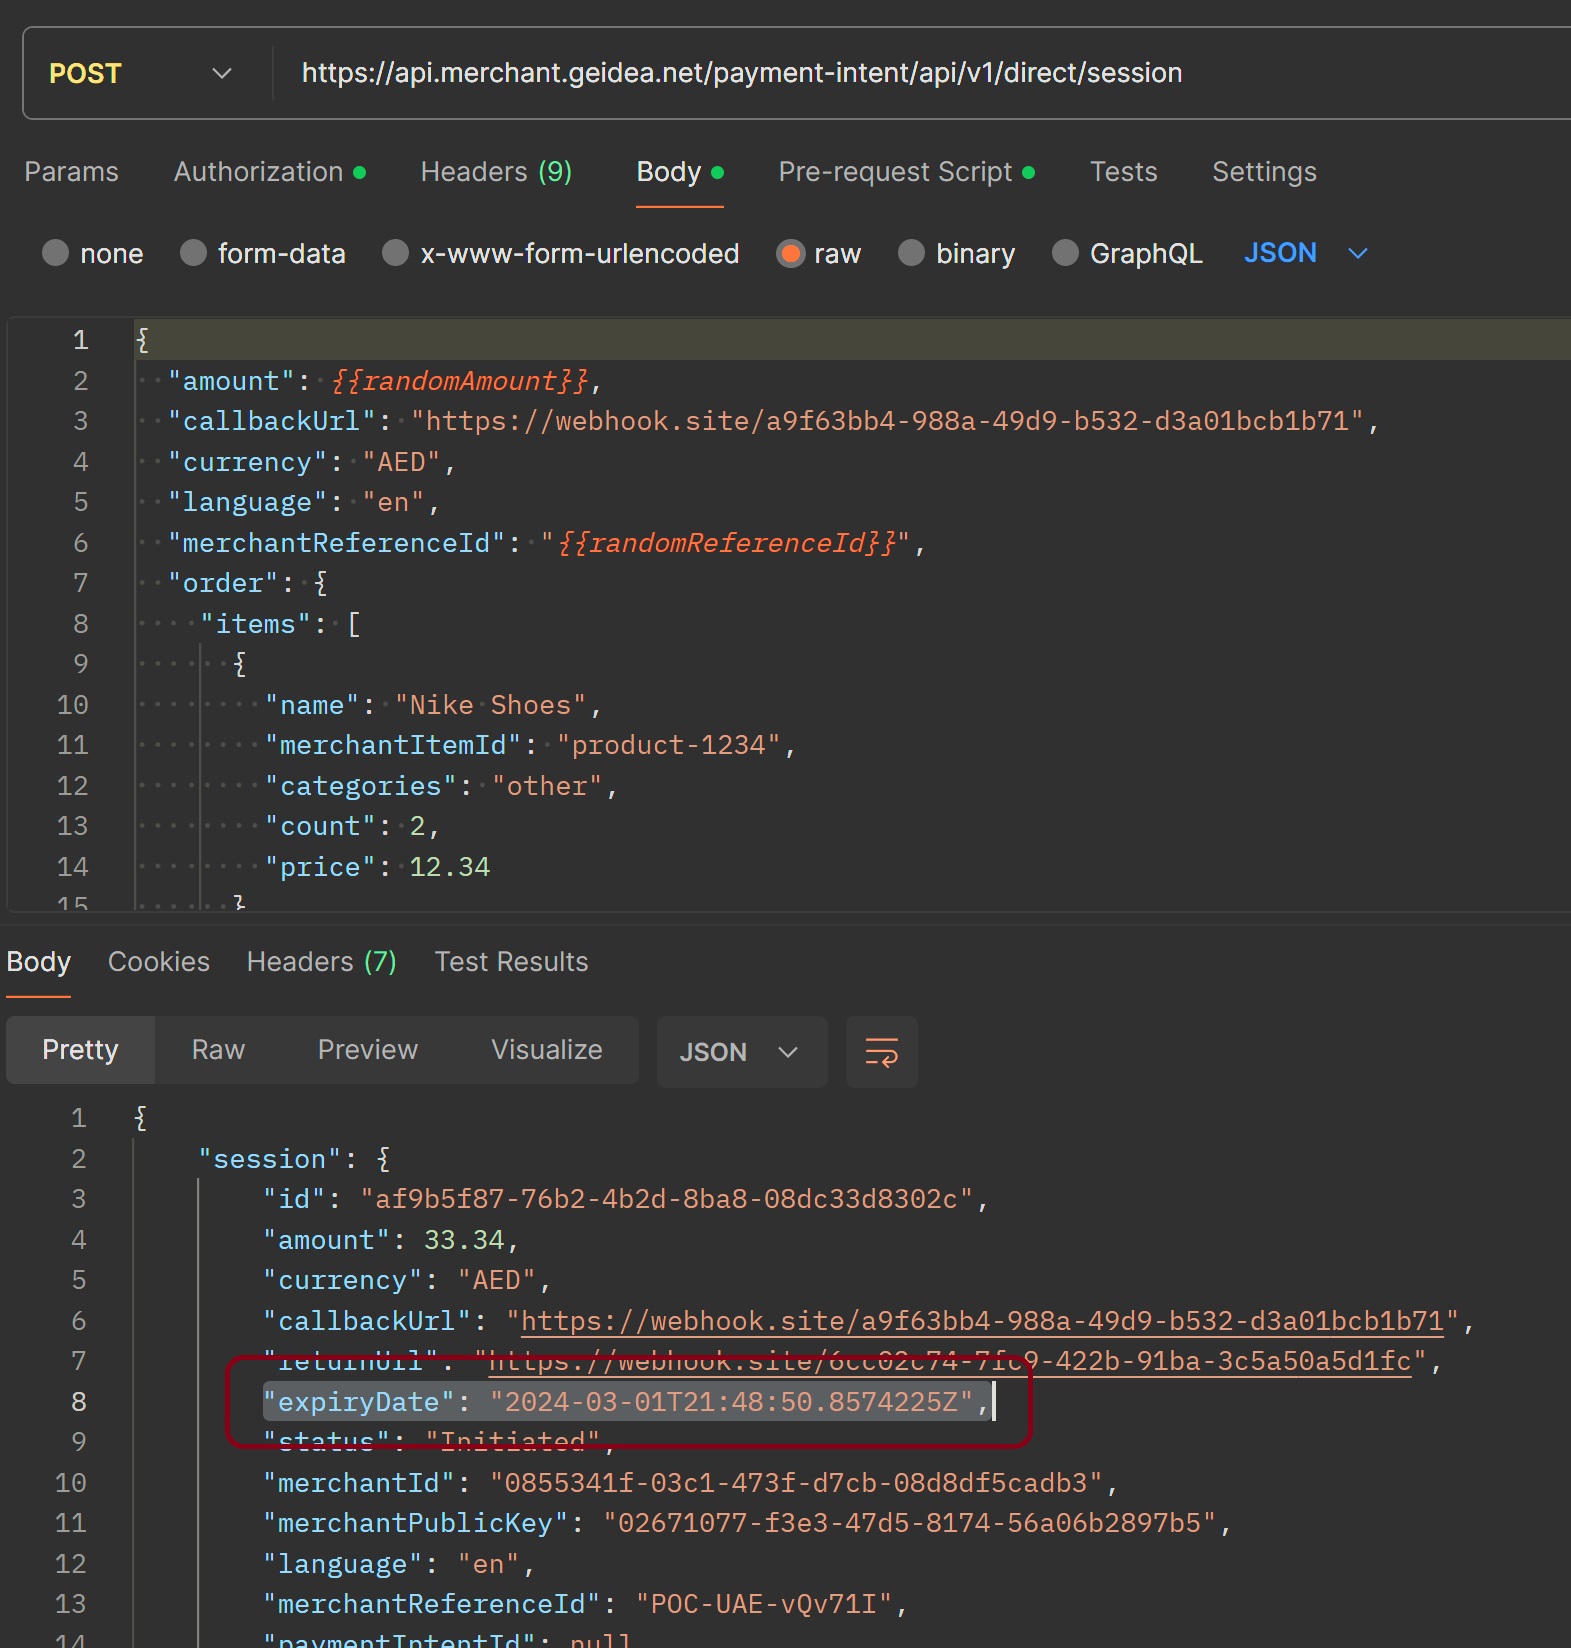 POST https://api.merchant.geidea.net/payment-intent/api/v1/direct/session
Params Authorization Headers (9) Body Pre-request Script Tests Settings
none form-data x-www-form-urlencoded raw binary GraphQL JSON
1 {
2 "amount": {{randomAmount}},
3 "callbackUrl": "https://webhook.site/a9f63bb4-988a-49d9-b532-d3a01bcb1b71",
4 "currency": "AED",
5 "language": "en",
6 "merchantReferenceId": "{{randomReferenceId}}",
7 "order": {
8 "items": [
9 {
10 "name": "Nike Shoes",
11 "merchantItemId": "product-1234",
12 "categories": "other",
13 "count": 2,
14 "price": 12.34
15 }
Body Cookies Headers (7) Test Results
Pretty Raw Preview Visualize JSON
1 {
2 "session": {
3 "id": "af9b5f87-76b2-4b2d-8ba8-08dc33d8302c",
4 "amount": 33.34,
5 "currency": "AED",
6 "callbackUrl": "https://webhook.site/a9f63bb4-988a-49d9-b532-d3a01bcb1b71",
7 "returnUrl": "https://webhook.site/6cc02c74-7fc9-422b-91ba-3c5a50a5d1fc",
8 "expiryDate": "2024-03-01T21:48:50.8574225Z",
9 "status": "Initiated",
10 "merchantId": "0855341f-03c1-473f-d7cb-08d8df5cadb3",
11 "merchantPublicKey": "02671077-f3e3-47d5-8174-56a06b2897b5",
12 "language": "en",
13 "merchantReferenceId": "POC-UAE-vQv71I",
14 "paymentIntentId": null